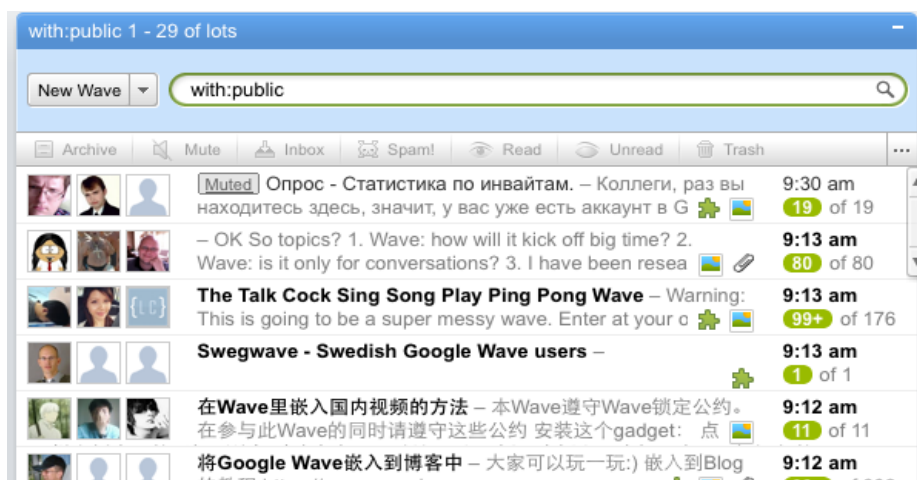 with:public 1 - 29 of lots
New Wave
with:public
Archive Mute Inbox Spam! Read Unread Trash ...
Muted Опрос - Статистика по инвайтам. – Коллеги, раз вы 9:30 am
находитесь здесь, значит, у вас уже есть аккаунт в G 19 of 19
– OK So topics? 1. Wave: how will it kick off big time? 2. 9:13 am
Wave: is it only for conversations? 3. I have been resea 80 of 80
The Talk Cock Sing Song Play Ping Pong Wave – Warning: 9:13 am
{LC} This is going to be a super messy wave. Enter at your o 99+ of 176
Swegwave - Swedish Google Wave users – 9:13 am
1 of 1
在Wave里嵌入国内视频的方法 – 本Wave遵守Wave锁定公约。 9:12 am
在参与此Wave的同时请遵守这些公约 安装这个gadget： 点 11 of 11
将Google Wave嵌入到博客中 – 大家可以玩一玩:) 嵌入到Blog 9:12 am